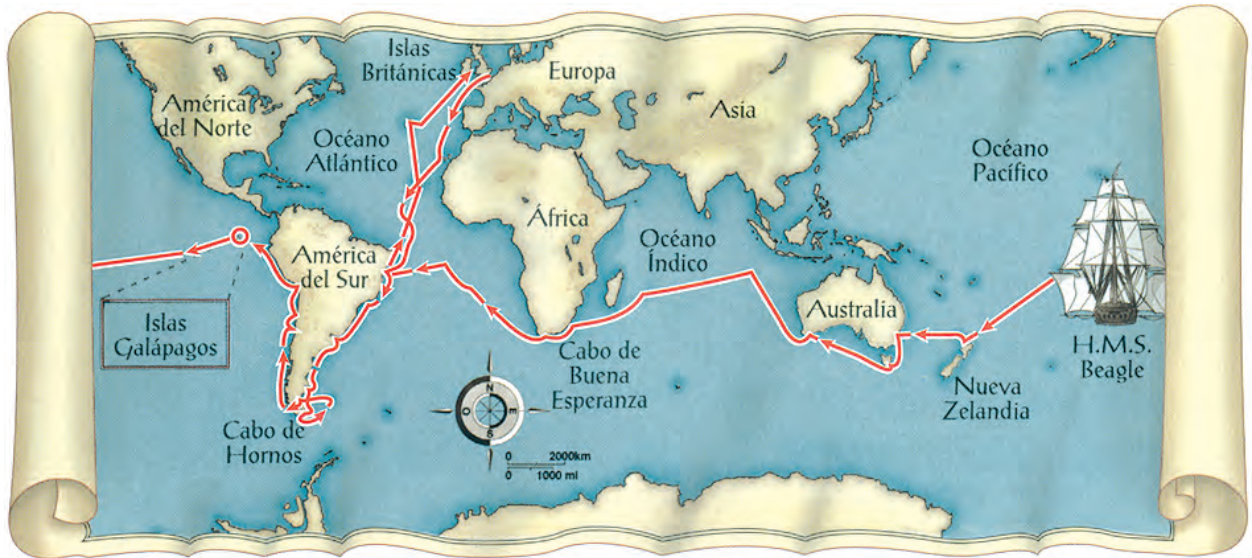 Islas
Británicas
Europa
América
del Norte
Asia
Océano
Atlántico
Océano
Pacífico
África
América
del Sur
Océano
Índico
Islas
Galápagos
Australia
H.M.S.
Beagle
Cabo de
Buena
Esperanza
Nueva
Zelandia
Cabo de
Hornos
N
O
E
S
0 2000km
0 1000 mi